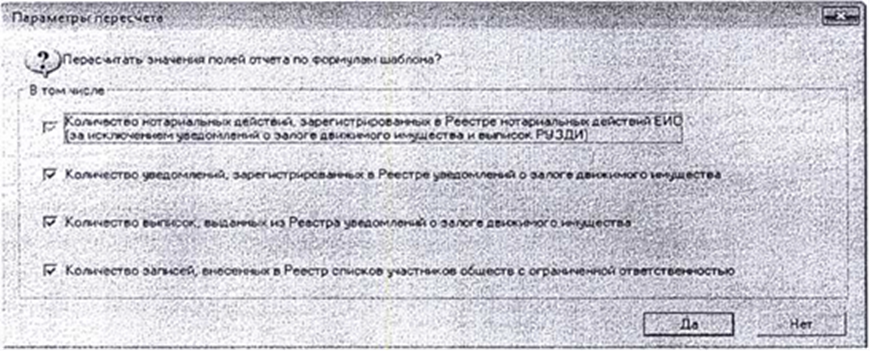 Параметры пересчета
Пересчитать значения полей отчета по формулам шаблона?
В том числе
Количество нотариальных действий, зарегистрированных в Реестре нотариальных действий ЕИС
(за исключением уведомлений о залоге движимого имущества и выписок РУЗДИ)
Количество уведомлений, зарегистрированных в Реестре уведомлений о залоге движимого имущества
Количество выписок, выданных из Реестра уведомлений о залоге движимого имущества
Количество записей, внесенных в Реестр списков участников обществ с ограниченной ответственностью
Да
Нет